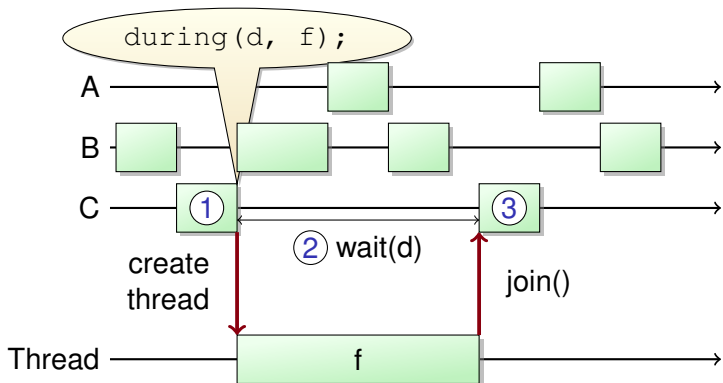 during(d, f);
A
B
C
1
3
2 wait(d)
create
thread
join()
Thread
f